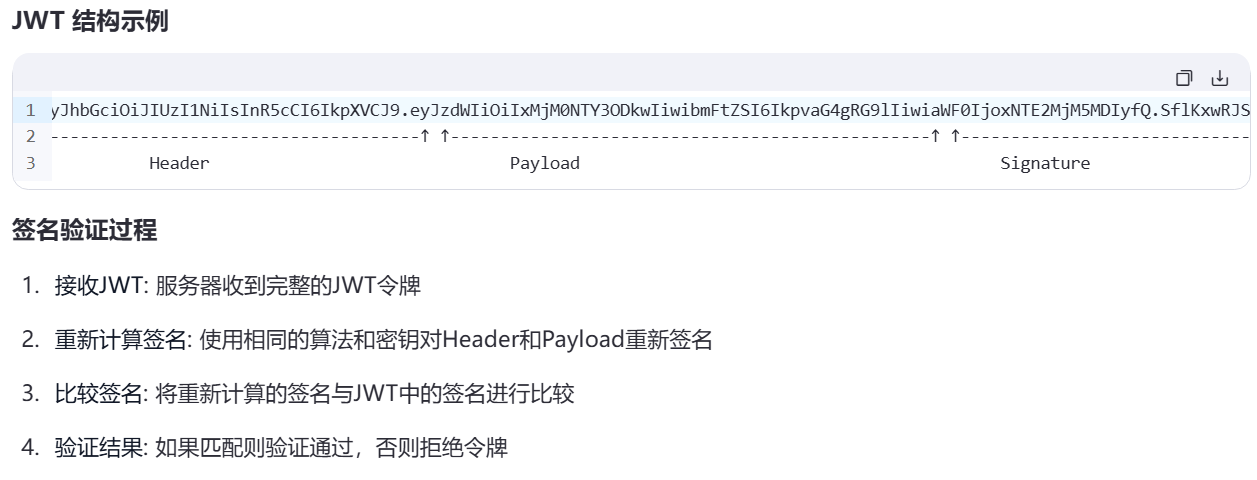 JWT 结构示例
1 yJhbGciOiJIUzI1NiIsInR5cCI6IkpXVCJ9.eyJzdWIiOiIxMjM0NTY3ODkwIiwibmFtZSI6IkpvaG4gRG9lIiwiaWF0IjoxNTE2MjM5MDIyfQ.SflKxwRJS
2 -------------------------------------↑ ↑------------------------------------------------↑ ↑-----------------------------
3 Header Payload Signature
签名验证过程
1. 接收JWT: 服务器收到完整的JWT令牌
2. 重新计算签名: 使用相同的算法和密钥对Header和Payload重新签名
3. 比较签名: 将重新计算的签名与JWT中的签名进行比较
4. 验证结果: 如果匹配则验证通过，否则拒绝令牌